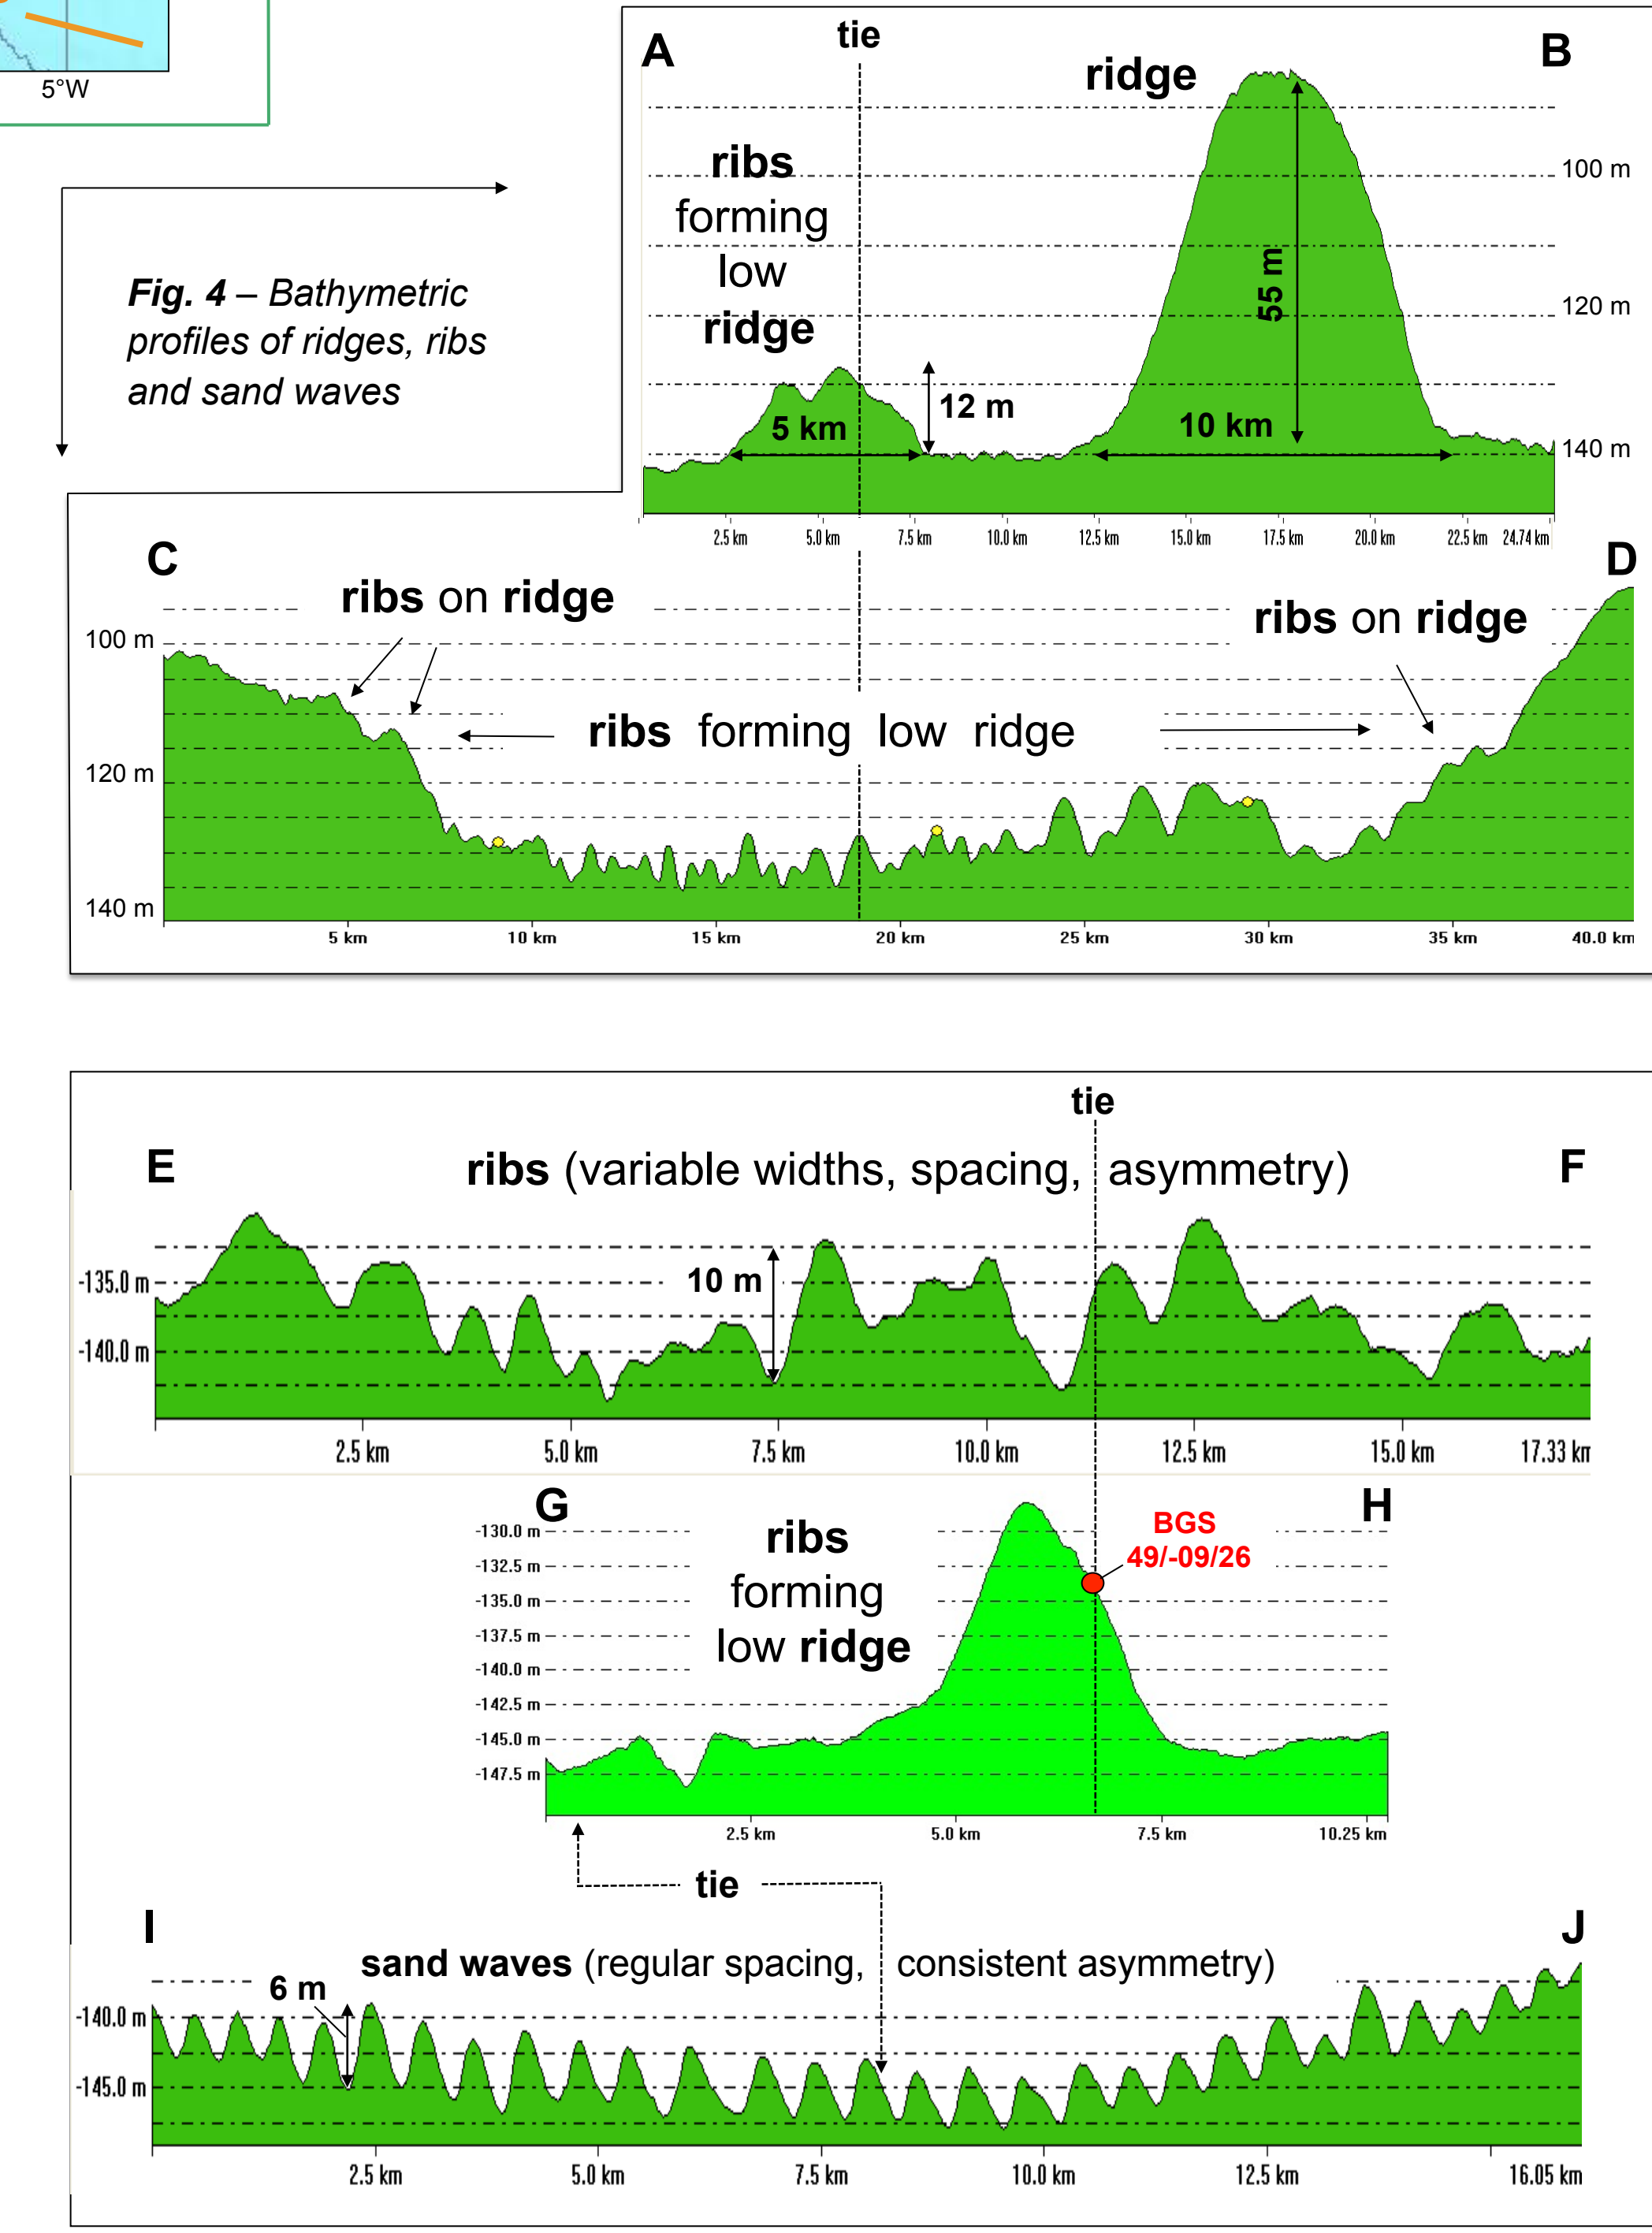 5°W
Fig. 4 – Bathymetric
profiles of ridges, ribs
and sand waves
A
tie
ridge
B
ribs
forming
low
ridge
100 m
120 m
140 m
55 m
12 m
5 km
10 km
2.5 km 5.0 km 7.5 km 10.0 km 12.5 km 15.0 km 17.5 km 20.0 km 22.5 km 24.74 km
C
D
ribs on ridge
ribs on ridge
ribs forming low ridge
100 m
120 m
140 m
5 km 10 km 15 km 20 km 25 km 30 km 35 km 40.0 km
tie
E
ribs (variable widths, spacing, asymmetry)
F
-135.0 m
-140.0 m
10 m
2.5 km 5.0 km 7.5 km 10.0 km 12.5 km 15.0 km 17.33 km
G
H
ribs
forming
low ridge
BGS
49/-09/26
-130.0 m
-132.5 m
-135.0 m
-137.5 m
-140.0 m
-142.5 m
-145.0 m
-147.5 m
2.5 km 5.0 km 7.5 km 10.25 km
tie
I
J
sand waves (regular spacing, consistent asymmetry)
6 m
-140.0 m
-145.0 m
2.5 km 5.0 km 7.5 km 10.0 km 12.5 km 16.05 km